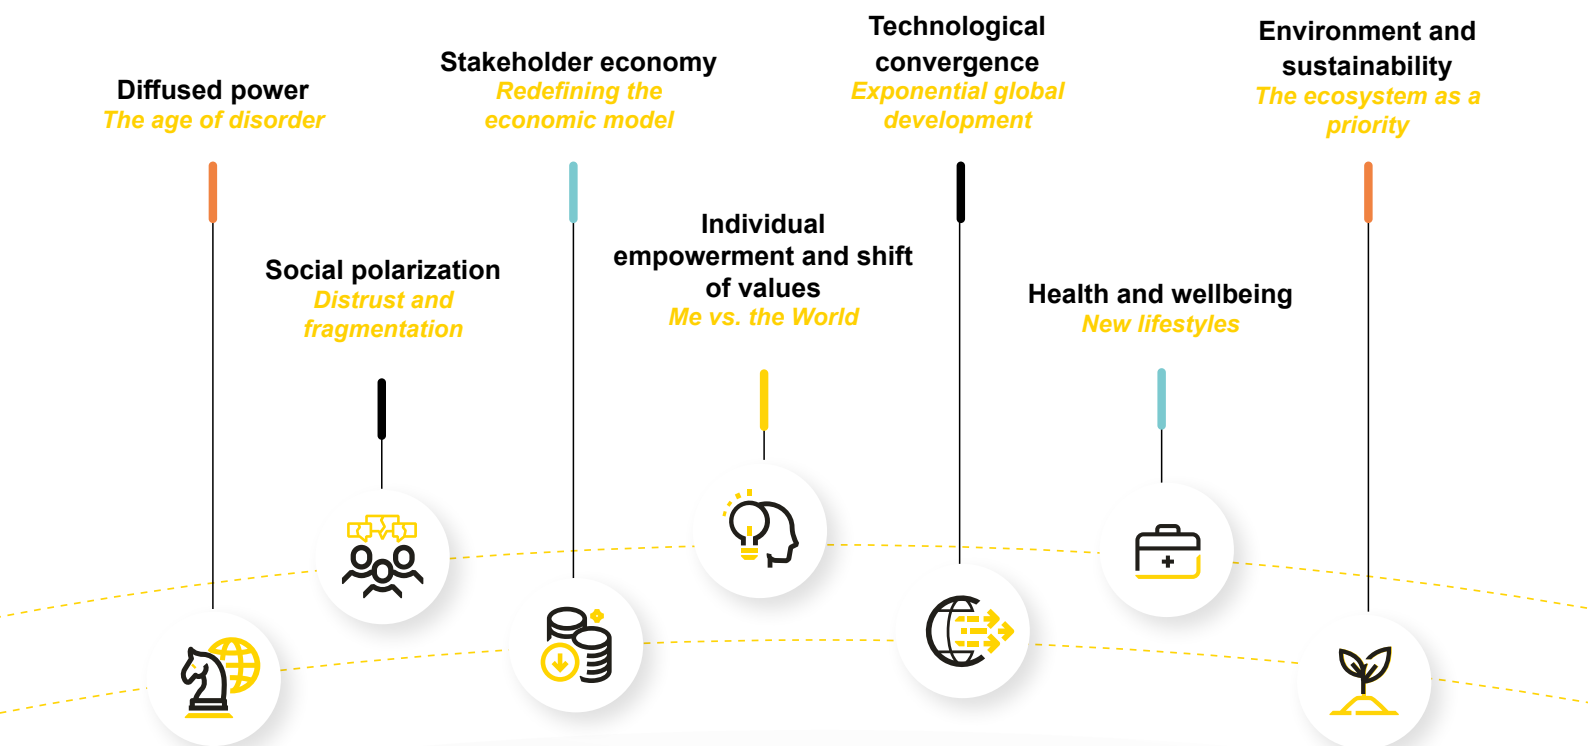 Diffused power
The age of disorder
Social polarization
Distrust and
fragmentation
Stakeholder economy
Redefining the
economic model
Individual
empowerment and shift
of values
Me vs. the World
Technological
convergence
Exponential global
development
Health and wellbeing
New lifestyles
Environment and
sustainability
The ecosystem as a
priority